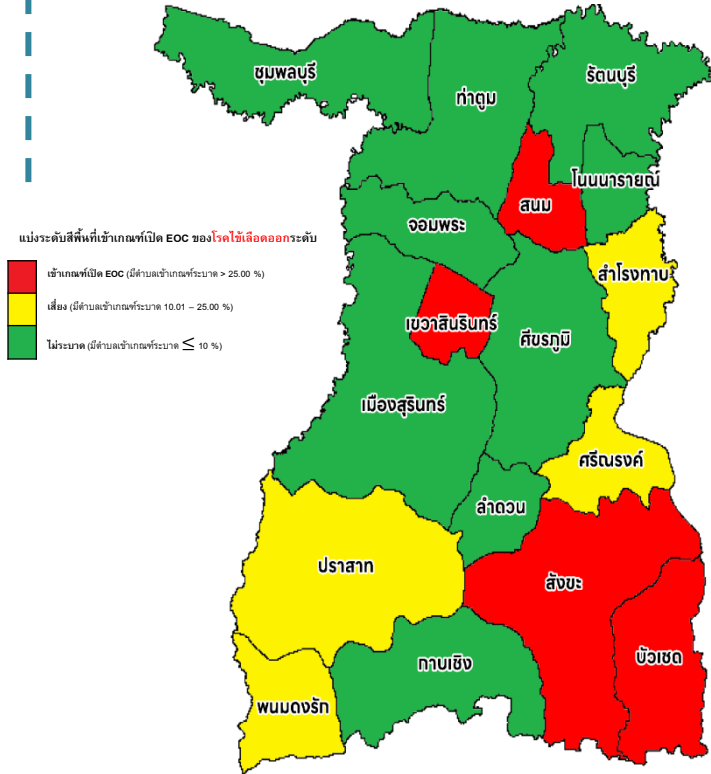 ชุมพลบุรี
ท่าตูม
รัตนบุรี
สนม
โนนนารายณ์
จอมพระ
แบ่งระดับสีพื้นที่เข้าเกณฑ์เปิด EOC ของโรคไข้เลือดออกระดับ
เข้าเกณฑ์เปิด EOC (มีตำบลเข้าเกณฑ์ระบาด > 25.00 %)
เสี่ยง (มีตำบลเข้าเกณฑ์ระบาด 10.01 – 25.00 %)
ไม่ระบาด (มีตำบลเข้าเกณฑ์ระบาด ≤ 10 %)
สำโรงทาบ
เขวาสินรินทร์
ศีขรภูมิ
เมืองสุรินทร์
ศรีณรงค์
ลำดวน
ปราสาท
สังขะ
กาบเชิง
บัวเชด
พนมดงรัก